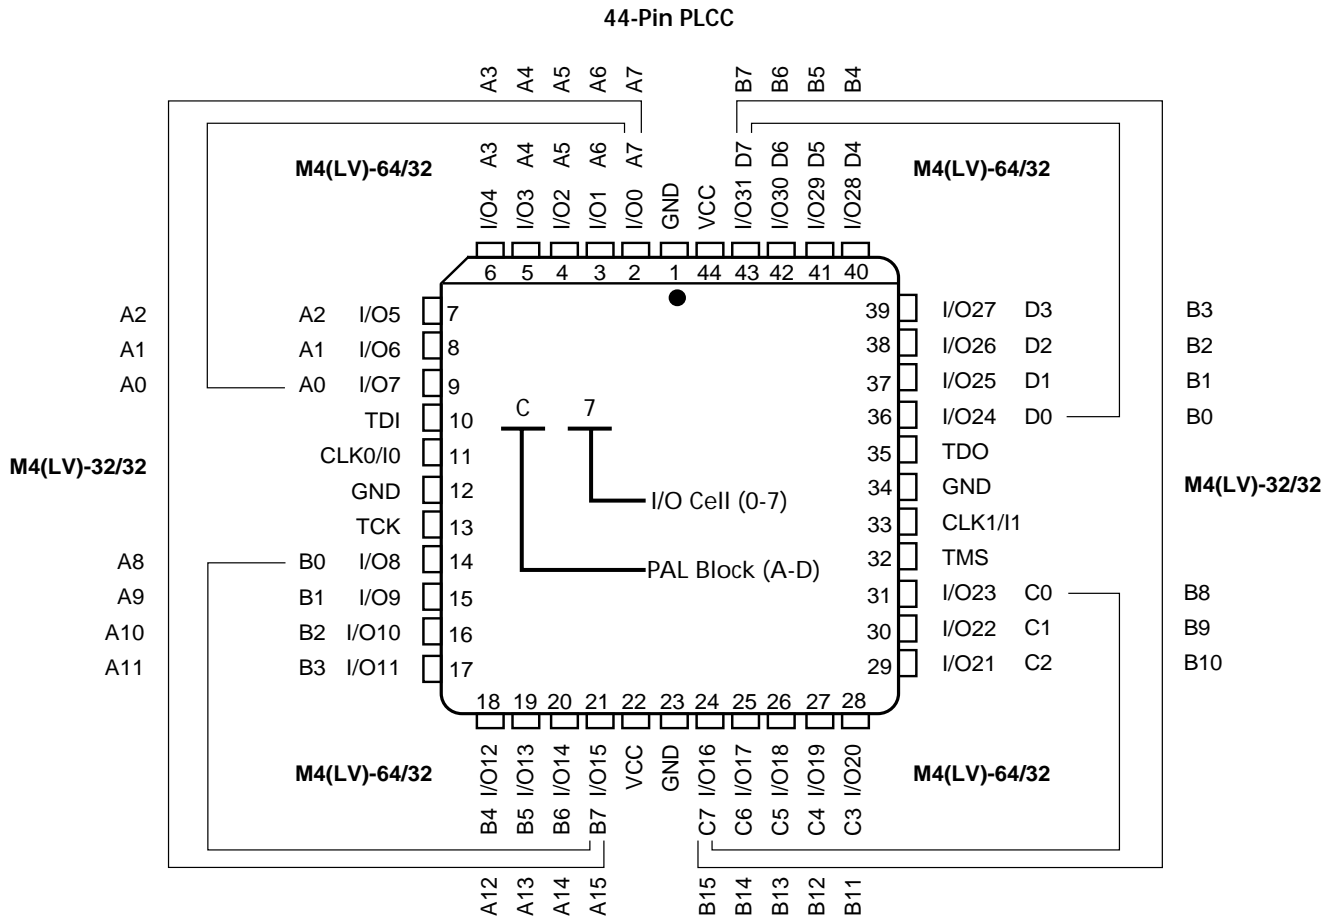 44-Pin PLCC
A3 A4 A5 A6 A7 B7 B6 B5 B4
M4(LV)-64/32 A3 A4 A5 A6 A7 D7 D6 D5 D4 M4(LV)-64/32
I/O4 I/O3 I/O2 I/O1 I/O0 GND VCC I/O31 I/O30 I/O29 I/O28
6 5 4 3 2 1 44 43 42 41 40
A2 A2 I/O5 7 39 I/O27 D3 B3
A1 A1 I/O6 8 38 I/O26 D2 B2
A0 A0 I/O7 9 37 I/O25 D1 B1
TDI 10 C 7 36 I/O24 D0 B0
CLK0/I0 11 35 TDO
M4(LV)-32/32 M4(LV)-32/32
GND 12 I/O Cell (0-7) 34 GND
TCK 13 33 CLK1/I1
A8 B0 I/O8 14 PAL Block (A-D) 32 TMS
A9 B1 I/O9 15 31 I/O23 C0 B8
A10 B2 I/O10 16 30 I/O22 C1 B9
A11 B3 I/O11 17 29 I/O21 C2 B10
18 19 20 21 22 23 24 25 26 27 28
I/O12 I/O13 I/O14 I/O15 VCC GND I/O16 I/O17 I/O18 I/O19 I/O20
M4(LV)-64/32 B4 B5 B6 B7 C7 C6 C5 C4 C3 M4(LV)-64/32
A12 A13 A14 A15 B15 B14 B13 B12 B11